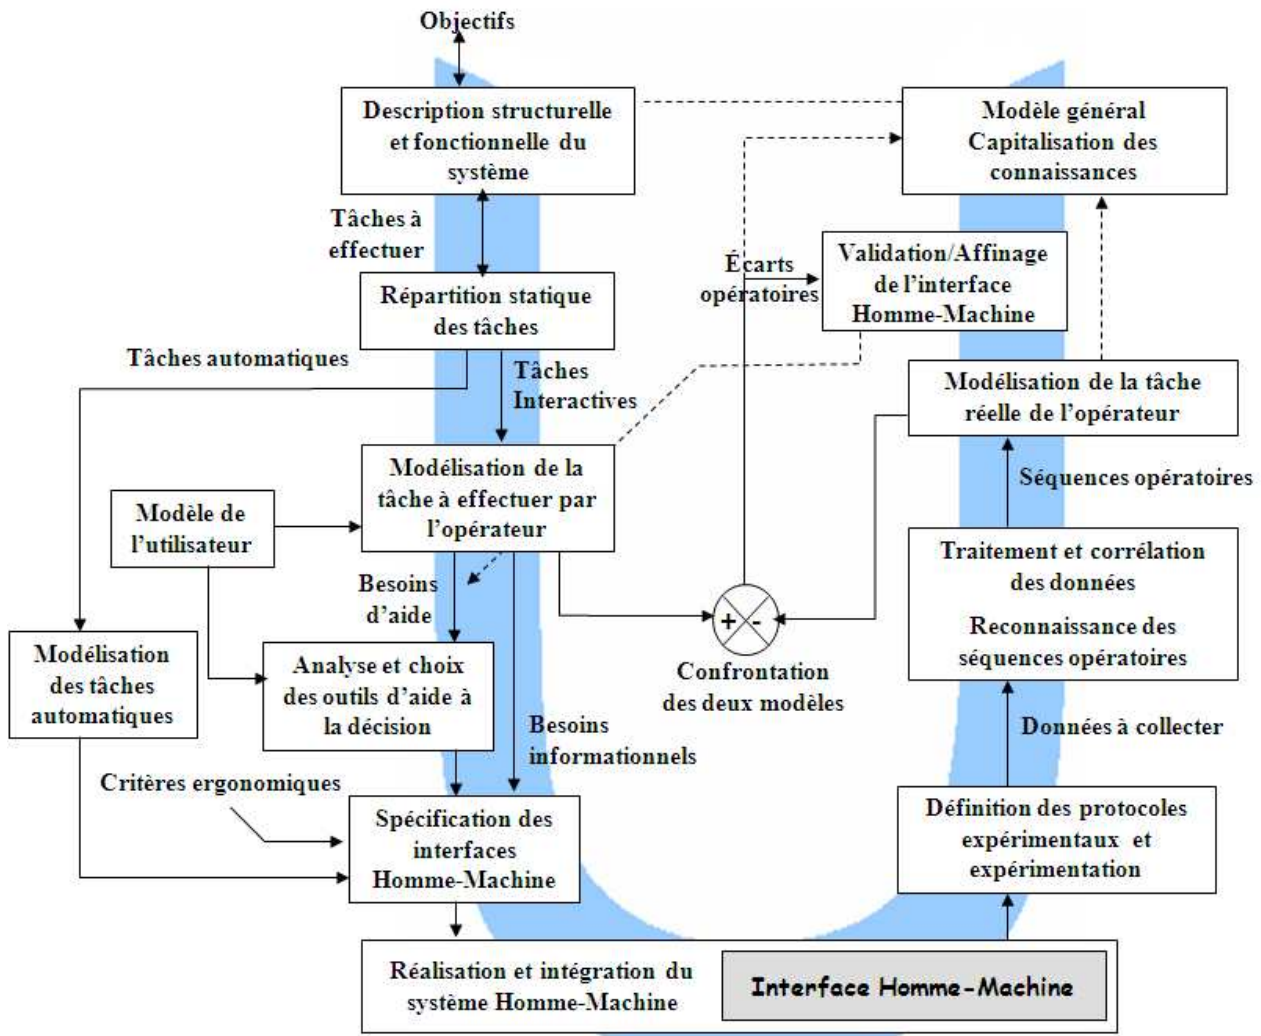 Objectifs
Description structurelle
et fonctionnelle du
système
Modèle général
Capitalisation des
connaissances
Tâches à
effectuer
Écarts
opératoires
Validation/Affinage
de l’interface
Homme-Machine
Répartition statique
des tâches
Tâches automatiques
Tâches
Interactives
Modélisation de la tâche
réelle de l’opérateur
Modélisation de la
tâche à effectuer par
l’opérateur
Séquences opératoires
Modèle de
l’utilisateur
Traitement et corrélation
des données
Reconnaissance des
séquences opératoires
Besoins
d’aide
+ -
Confrontation
des deux modèles
Modélisation
des tâches
automatiques
Analyse et choix
des outils d’aide à
la décision
Besoins
informationnels
Données à collecter
Critères ergonomiques
Spécification des
interfaces
Homme-Machine
Définition des protocoles
expérimentaux et
expérimentation
Réalisation et intégration du
système Homme-Machine
Interface Homme-Machine